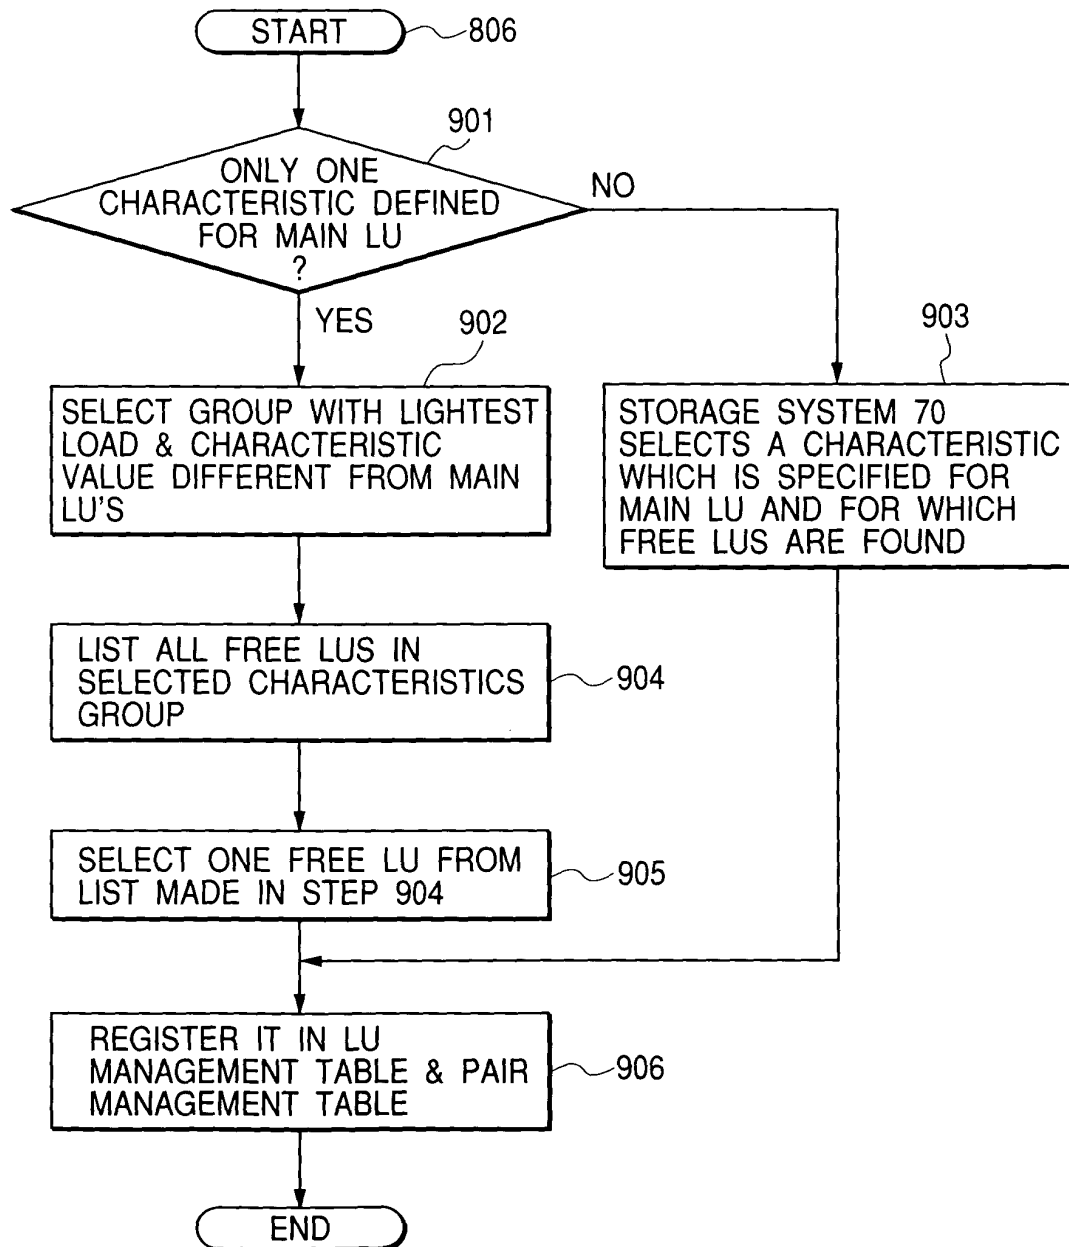 START
806
901
ONLY ONE
CHARACTERISTIC DEFINED
FOR MAIN LU
?
NO
YES
902
903
SELECT GROUP WITH LIGHTEST
LOAD & CHARACTERISTIC
VALUE DIFFERENT FROM MAIN
LU'S
STORAGE SYSTEM 70
SELECTS A CHARACTERISTIC
WHICH IS SPECIFIED FOR
MAIN LU AND FOR WHICH
FREE LUS ARE FOUND
LIST ALL FREE LUS IN
SELECTED CHARACTERISTICS
GROUP
904
SELECT ONE FREE LU FROM
LIST MADE IN STEP 904
905
REGISTER IT IN LU
MANAGEMENT TABLE & PAIR
MANAGEMENT TABLE
906
END